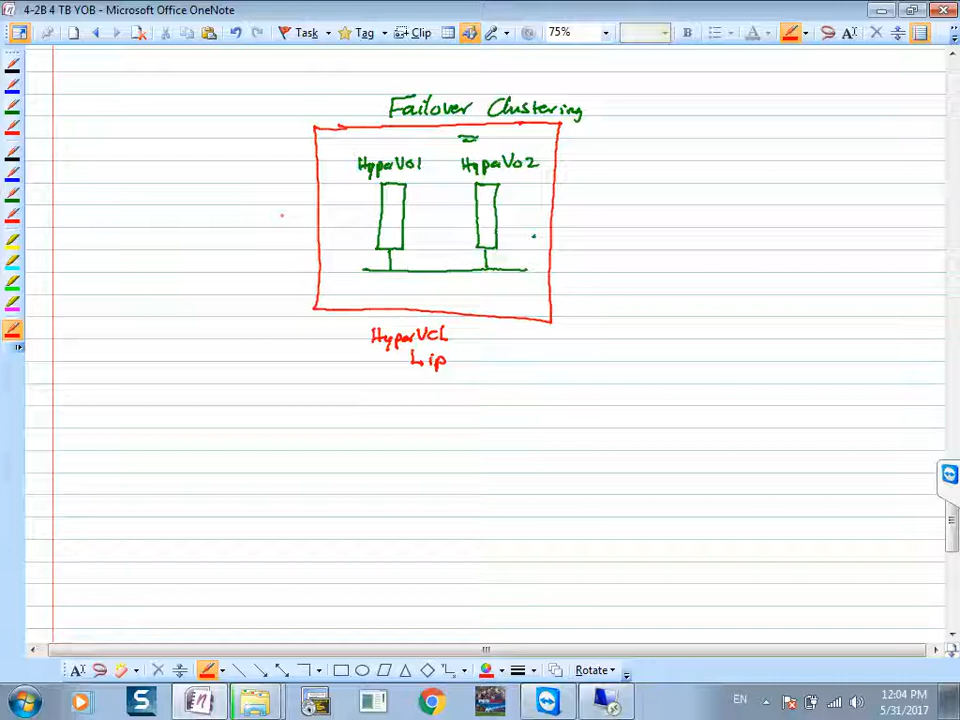 4-2B 4 TB YOB - Microsoft Office OneNote
Task Tag Clip 75% B A
Failover Clustering
HyperV01 HyperV02
HyperVCL
ip
Rotate
EN 12:04 PM
5/31/2017